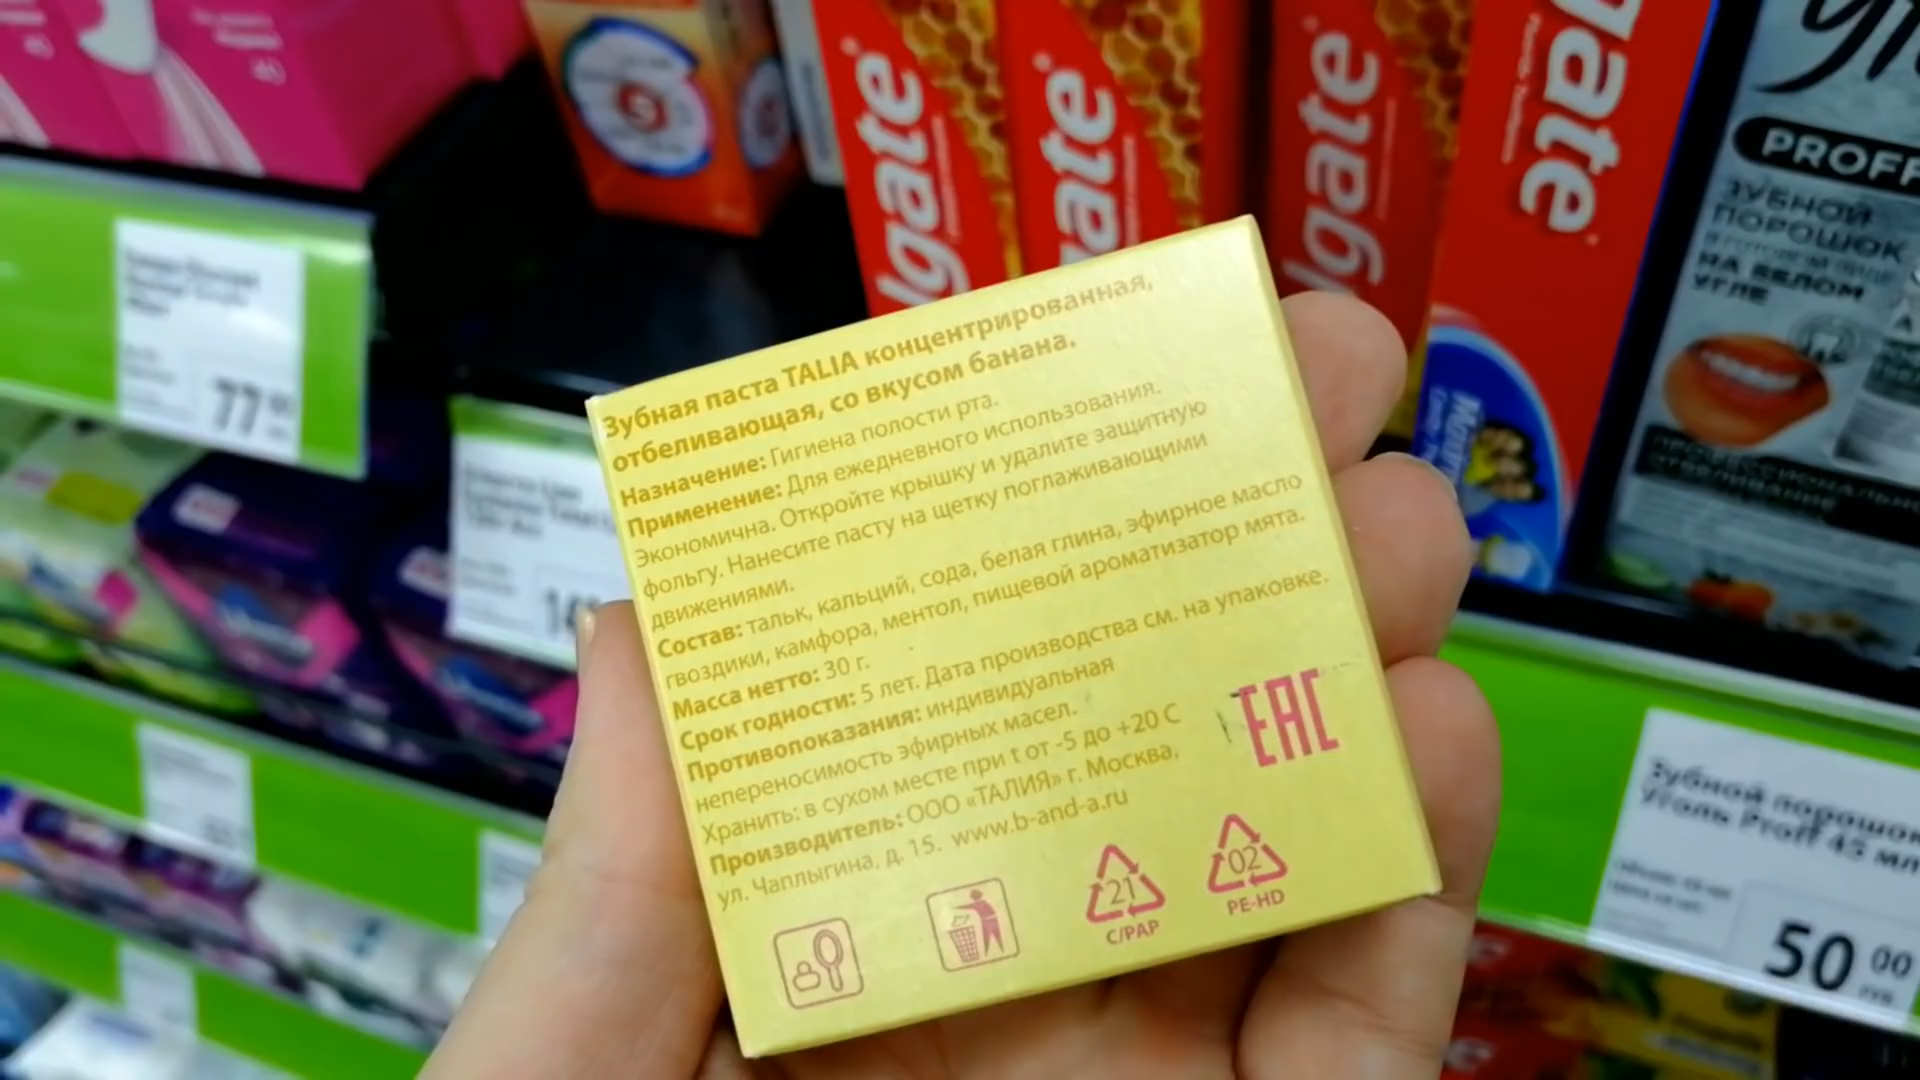 lgate
gate
lgate
gate
PROFF
ЗУБНОЙ
ПОРОШОК
НА БЕЛОМ
УГЛЕ
77
Зубная паста TALIA концентрированная,
отбеливающая, со вкусом банана.
Назначение: Гигиена полости рта.
Применение: Для ежедневного использования.
Экономична. Откройте крышку и удалите защитную
фольгу. Нанесите пасту на щетку поглаживающими
движениями.
Состав: тальк, кальций, сода, белая глина, эфирное масло
гвоздики, камфора, ментол, пищевой ароматизатор мята.
Масса нетто: 30 г.
Срок годности: 5 лет. Дата производства см. на упаковке.
Противопоказания: индивидуальная
непереносимость эфирных масел.
Хранить: в сухом месте при t от -5 до +20 С
Производитель: ООО «ТАЛИЯ» г. Москва,
ул. Чаплыгина, д. 15. www.b-and-a.ru
EAC
21
C/PAP
02
PE-HD
Зубной порошок
Уголь Proff 45 мл
50 00